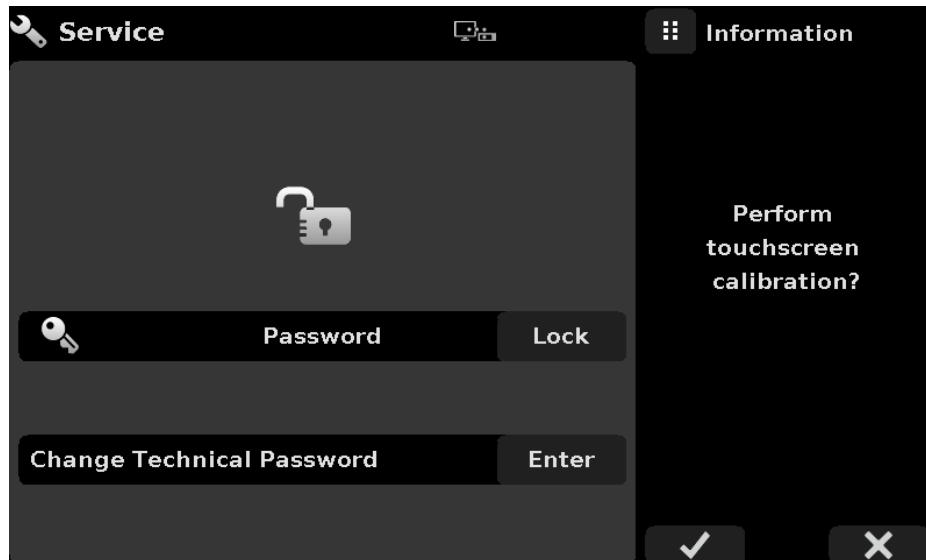 Service
Information
Perform
touchscreen
calibration?
Password
Lock
Change Technical Password
Enter